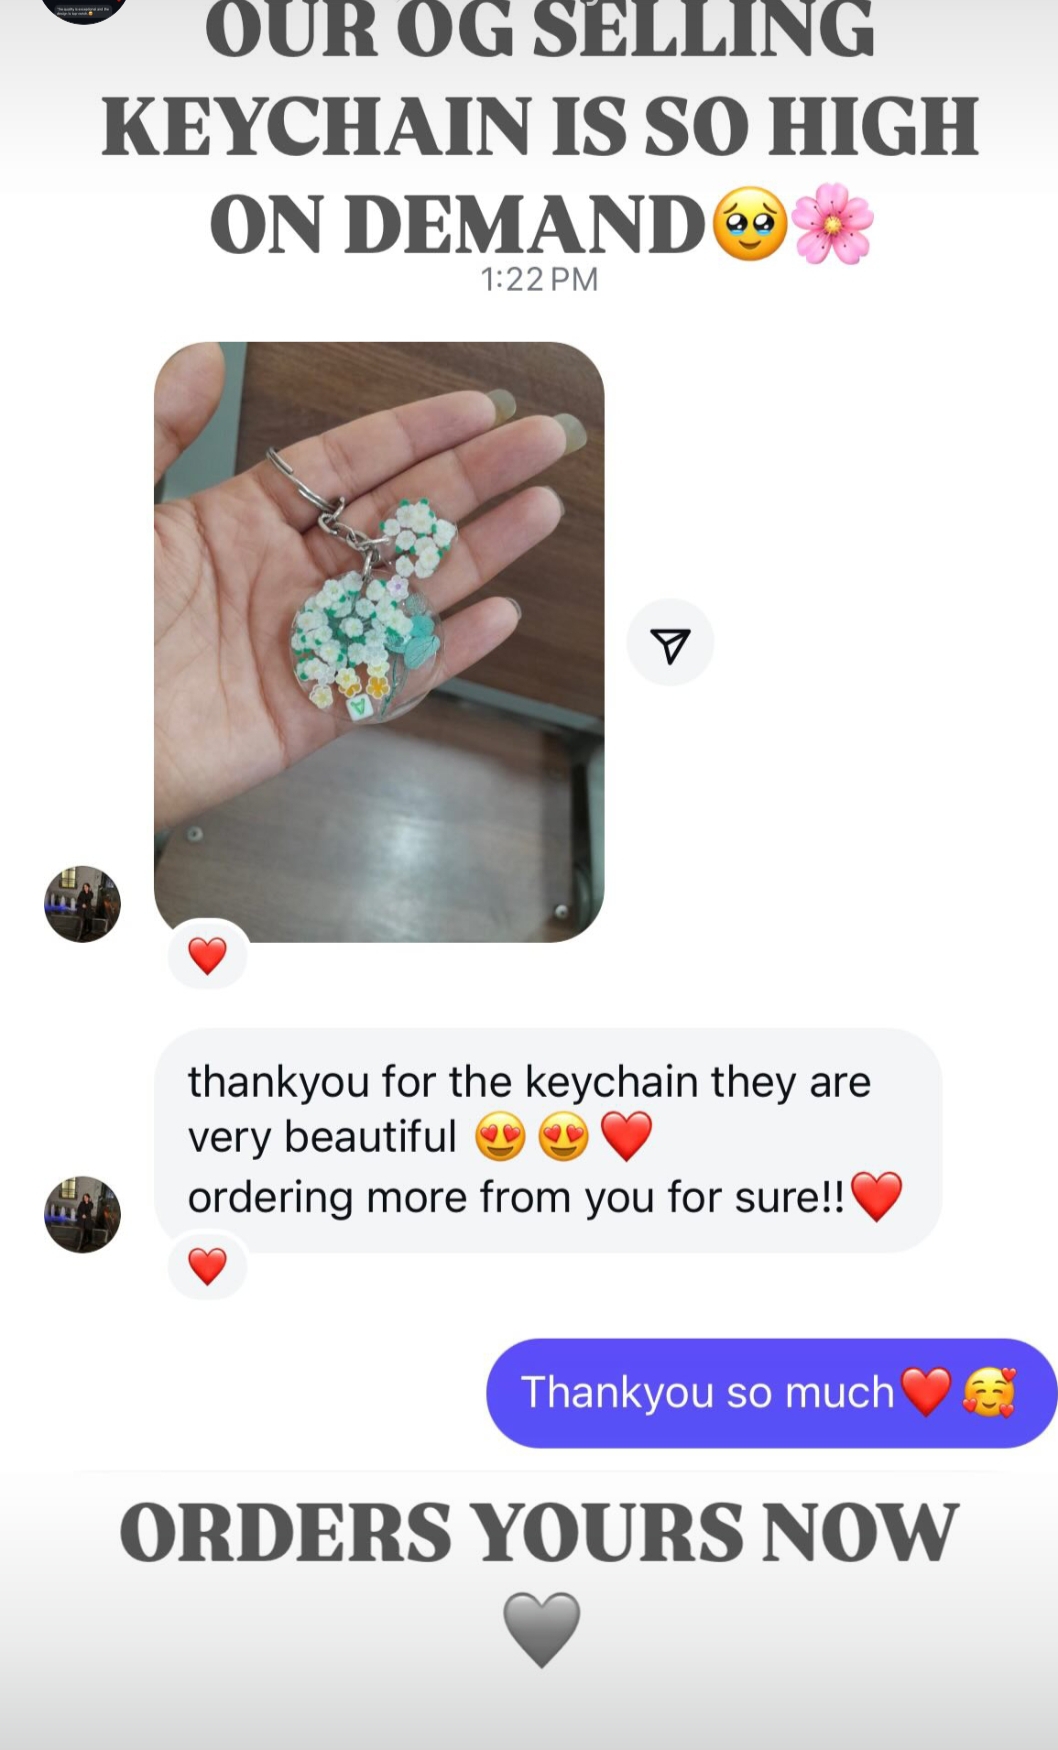 OUR OG SELLING
KEYCHAIN IS SO HIGH
ON DEMAND🥹🌸
1:22 PM
A
thankyou for the keychain they are
very beautiful 😍 😍 ❤️
ordering more from you for sure!!❤️
Thankyou so much❤️ 🥰
ORDERS YOURS NOW
🩶